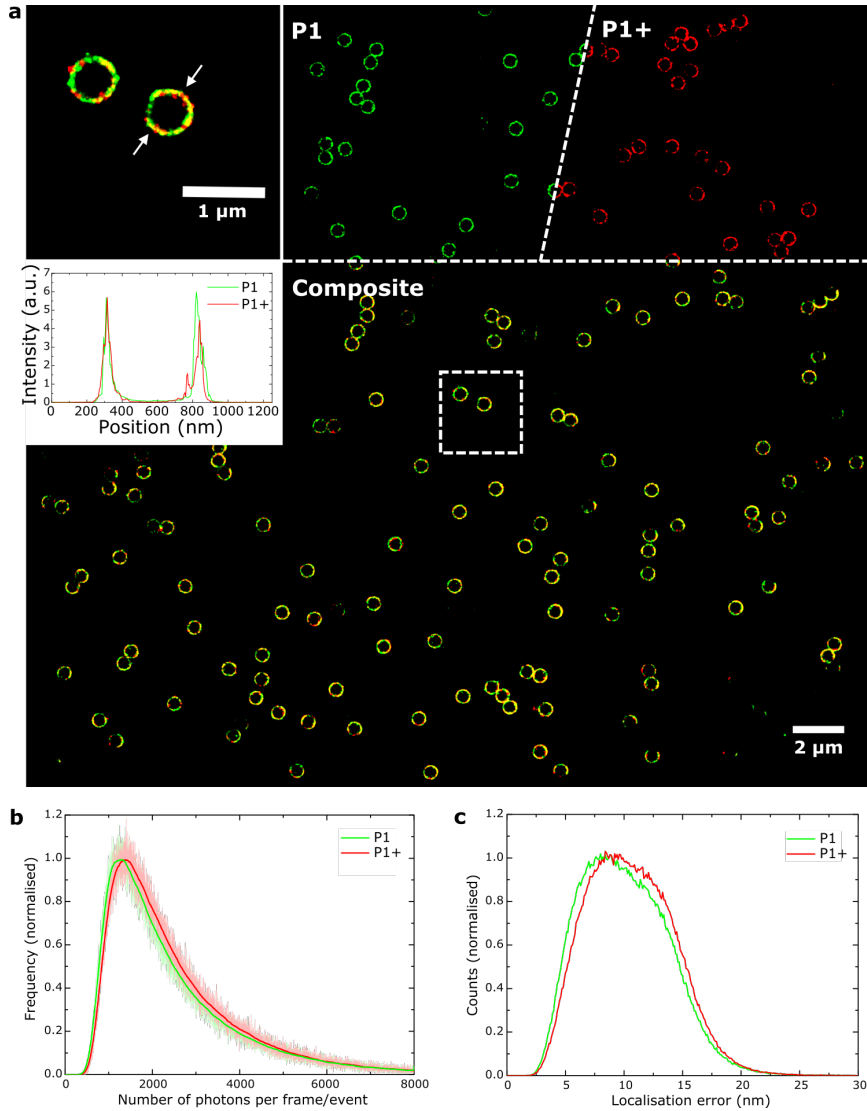 a
P1
P1+
1 μm
Composite
Intensity (a.u.)
6
5
4
3
2
1
0
P1
P1+
0 200 400 600 800 1000 1200
Position (nm)
2 μm
b
Frequency (normalised)
1.2
1.0
0.8
0.6
0.4
0.2
0.0
P1
P1+
0 2000 4000 6000 8000
Number of photons per frame/event
c
Counts (normalised)
1.2
1.0
0.8
0.6
0.4
0.2
0.0
P1
P1+
0 5 10 15 20 25 30
Localisation error (nm)